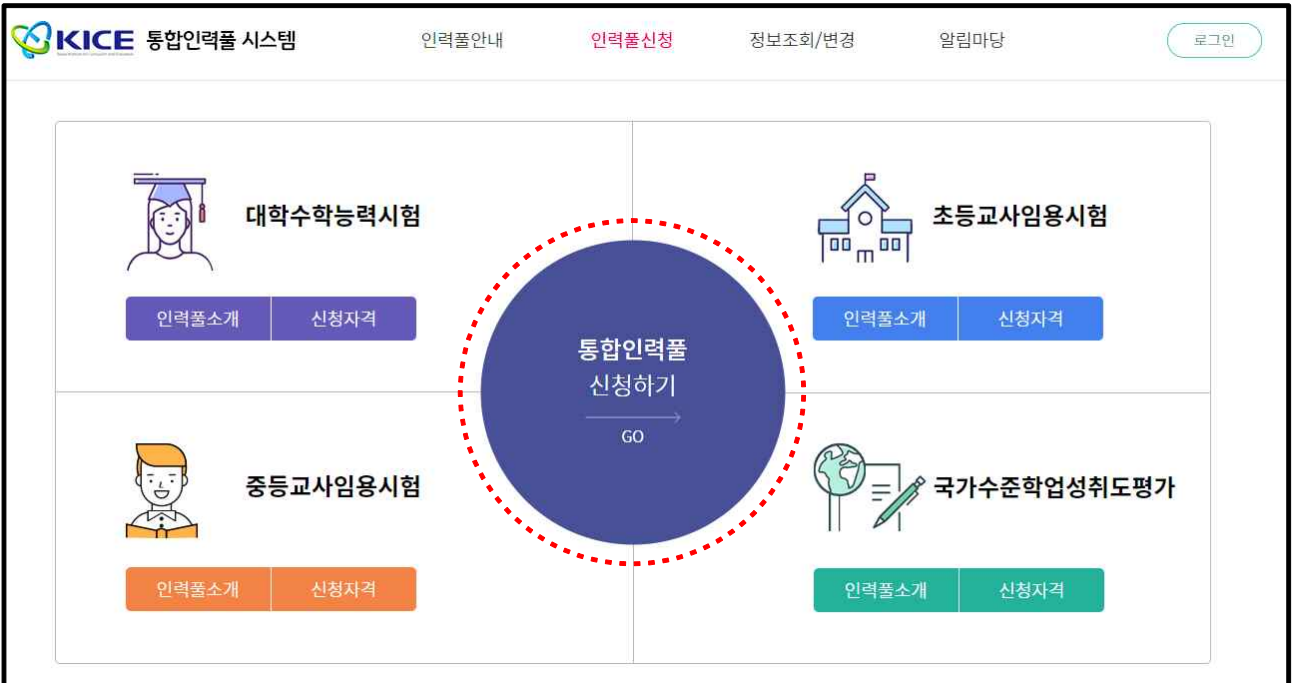 KICE 통합인력풀 시스템 인력풀안내 인력풀신청 정보조회/변경 알림마당 로그인
대학수학능력시험
인력풀소개 신청자격
초등교사임용시험
인력풀소개 신청자격
통합인력풀
신청하기
GO
중등교사임용시험
인력풀소개 신청자격
국가수준학업성취도평가
인력풀소개 신청자격